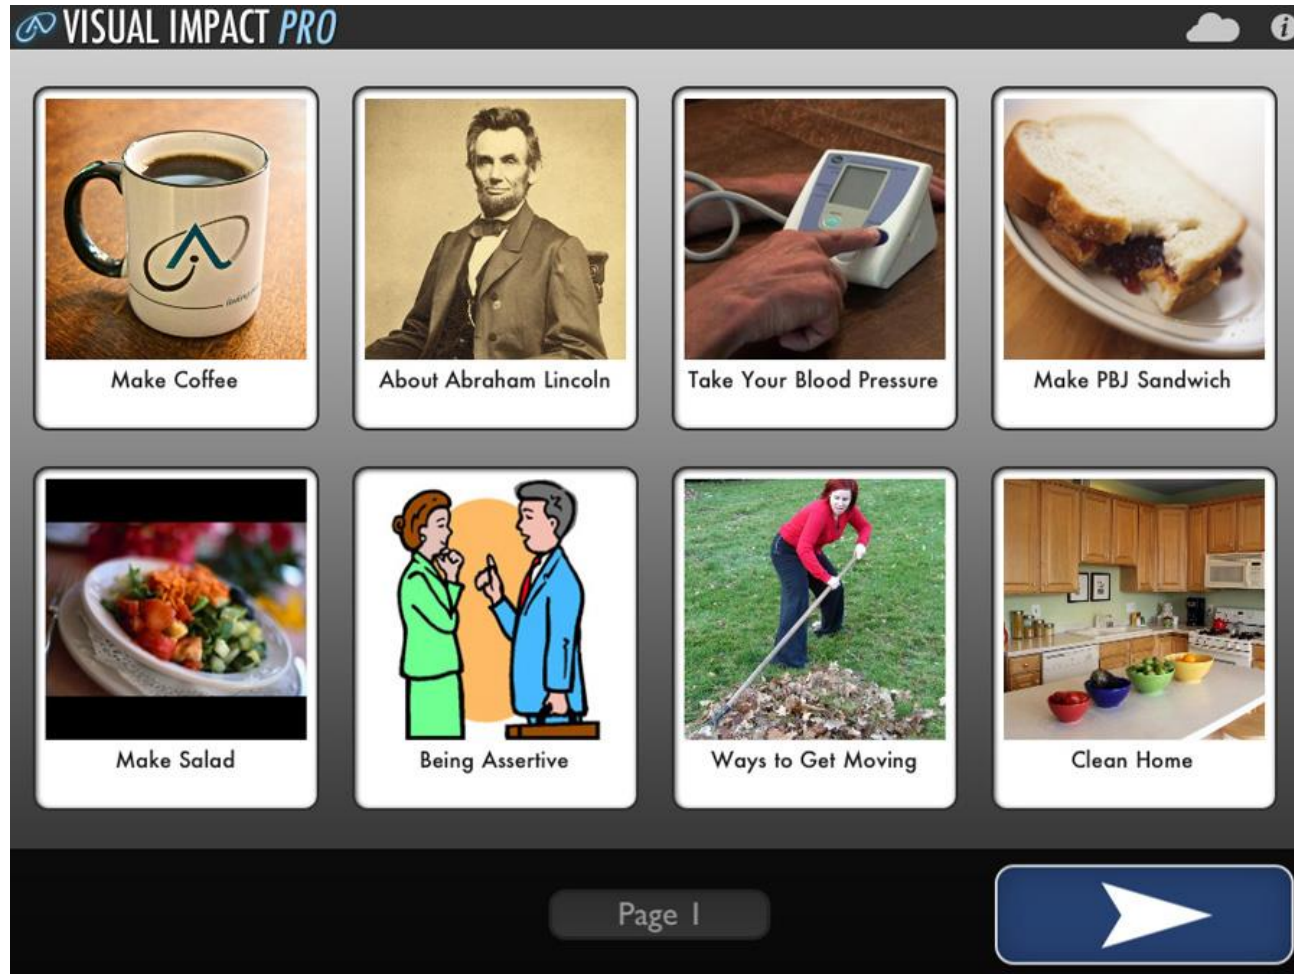 VISUAL IMPACT PRO
i
Make Coffee
About Abraham Lincoln
Take Your Blood Pressure
Make PBJ Sandwich
Make Salad
Being Assertive
Ways to Get Moving
Clean Home
Page 1